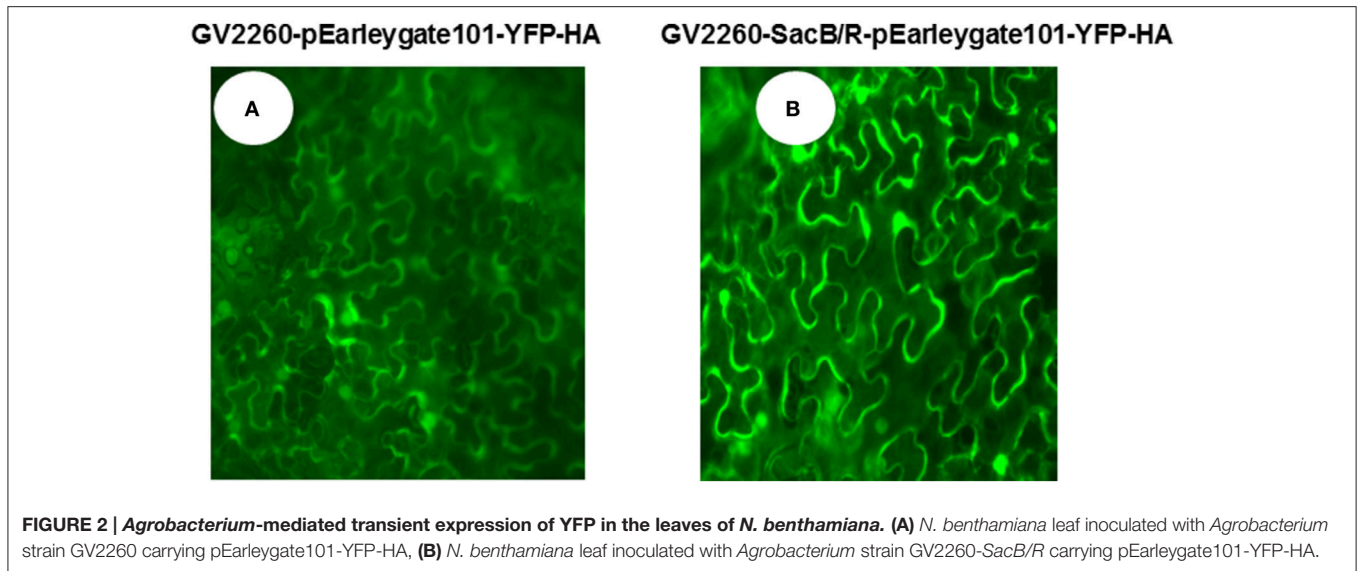 GV2260-pEarleygate101-YFP-HA GV2260-SacB/R-pEarleygate101-YFP-HA
A B
FIGURE 2 | Agrobacterium-mediated transient expression of YFP in the leaves of N. benthamiana. (A) N. benthamiana leaf inoculated with Agrobacterium
strain GV2260 carrying pEarleygate101-YFP-HA, (B) N. benthamiana leaf inoculated with Agrobacterium strain GV2260-SacB/R carrying pEarleygate101-YFP-HA.